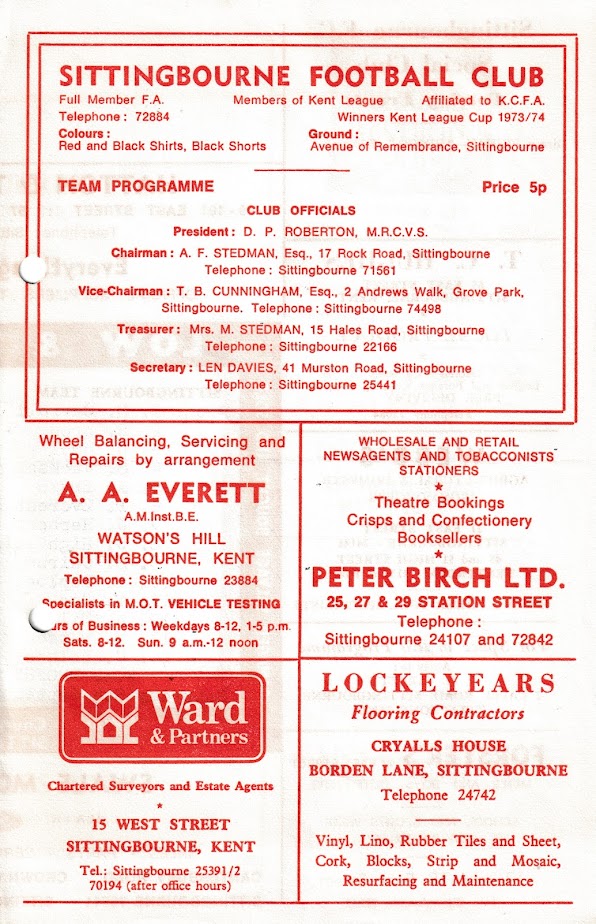 SITTINGBOURNE FOOTBALL CLUB
Full Member F.A. Members of Kent League Affiliated to K.C.F.A.
Telephone: 72884 Winners Kent League Cup 1973/74
Colours: Ground:
Red and Black Shirts, Black Shorts Avenue of Remembrance, Sittingbourne
TEAM PROGRAMME Price 5p
CLUB OFFICIALS
President: D. P. ROBERTON, M.R.C.V.S.
Chairman: A. F. STEDMAN, Esq., 17 Rock Road, Sittingbourne
Telephone: Sittingbourne 71561
Vice-Chairman: T. B. CUNNINGHAM, Esq., 2 Andrews Walk, Grove Park,
Sittingbourne. Telephone: Sittingbourne 74498
Treasurer: Mrs. M. STEDMAN, 15 Hales Road, Sittingbourne
Telephone: Sittingbourne 22166
Secretary: LEN DAVIES, 41 Murston Road, Sittingbourne
Telephone: Sittingbourne 25441
Wheel Balancing, Servicing and
Repairs by arrangement
A. A. EVERETT
A.M.Inst.B.E.
WATSON'S HILL
SITTINGBOURNE, KENT
Telephone: Sittingbourne 23884
Specialists in M.O.T. VEHICLE TESTING
urs of Business: Weekdays 8-12, 1-5 p.m.
Sats. 8-12. Sun. 9 a.m.-12 noon
WHOLESALE AND RETAIL
NEWSAGENTS AND TOBACCONISTS
STATIONERS
*
Theatre Bookings
Crisps and Confectionery
Booksellers
*
PETER BIRCH LTD.
25, 27 & 29 STATION STREET
Telephone:
Sittingbourne 24107 and 72842
Ward
& Partners
Chartered Surveyors and Estate Agents
*
15 WEST STREET
SITTINGBOURNE, KENT
Tel.: Sittingbourne 25391/2
70194 (after office hours)
LOCKEYEARS
Flooring Contractors
CRYALLS HOUSE
BORDEN LANE, SITTINGBOURNE
Telephone 24742
Vinyl, Lino, Rubber Tiles and Sheet,
Cork, Blocks, Strip and Mosaic,
Resurfacing and Maintenance